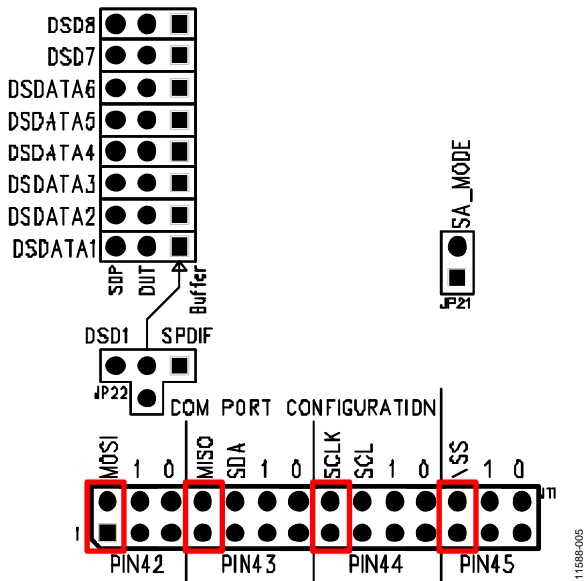 DSD8
DSD7
DSDATA6
DSDATA5
DSDATA4
DSDATA3
DSDATA2
DSDATA1
SDP DUT Buffer
SA_MODE
JP21
DSD1 SPDIF
JP22
COM PORT CONFIGURATION
MOSI 1 0 MISO SDA 1 0 SCLK SCL 1 0 \SS 1 0
1
PIN42 PIN43 PIN44 PIN45
11588-005